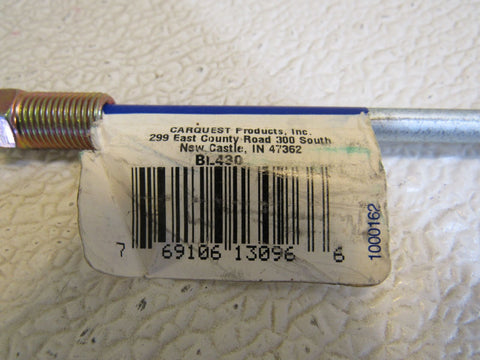 CARQUEST Products, Inc.
299 East County Road 300 South
New Castle, IN 47362
BL430
7 69106 13096 6
1000162